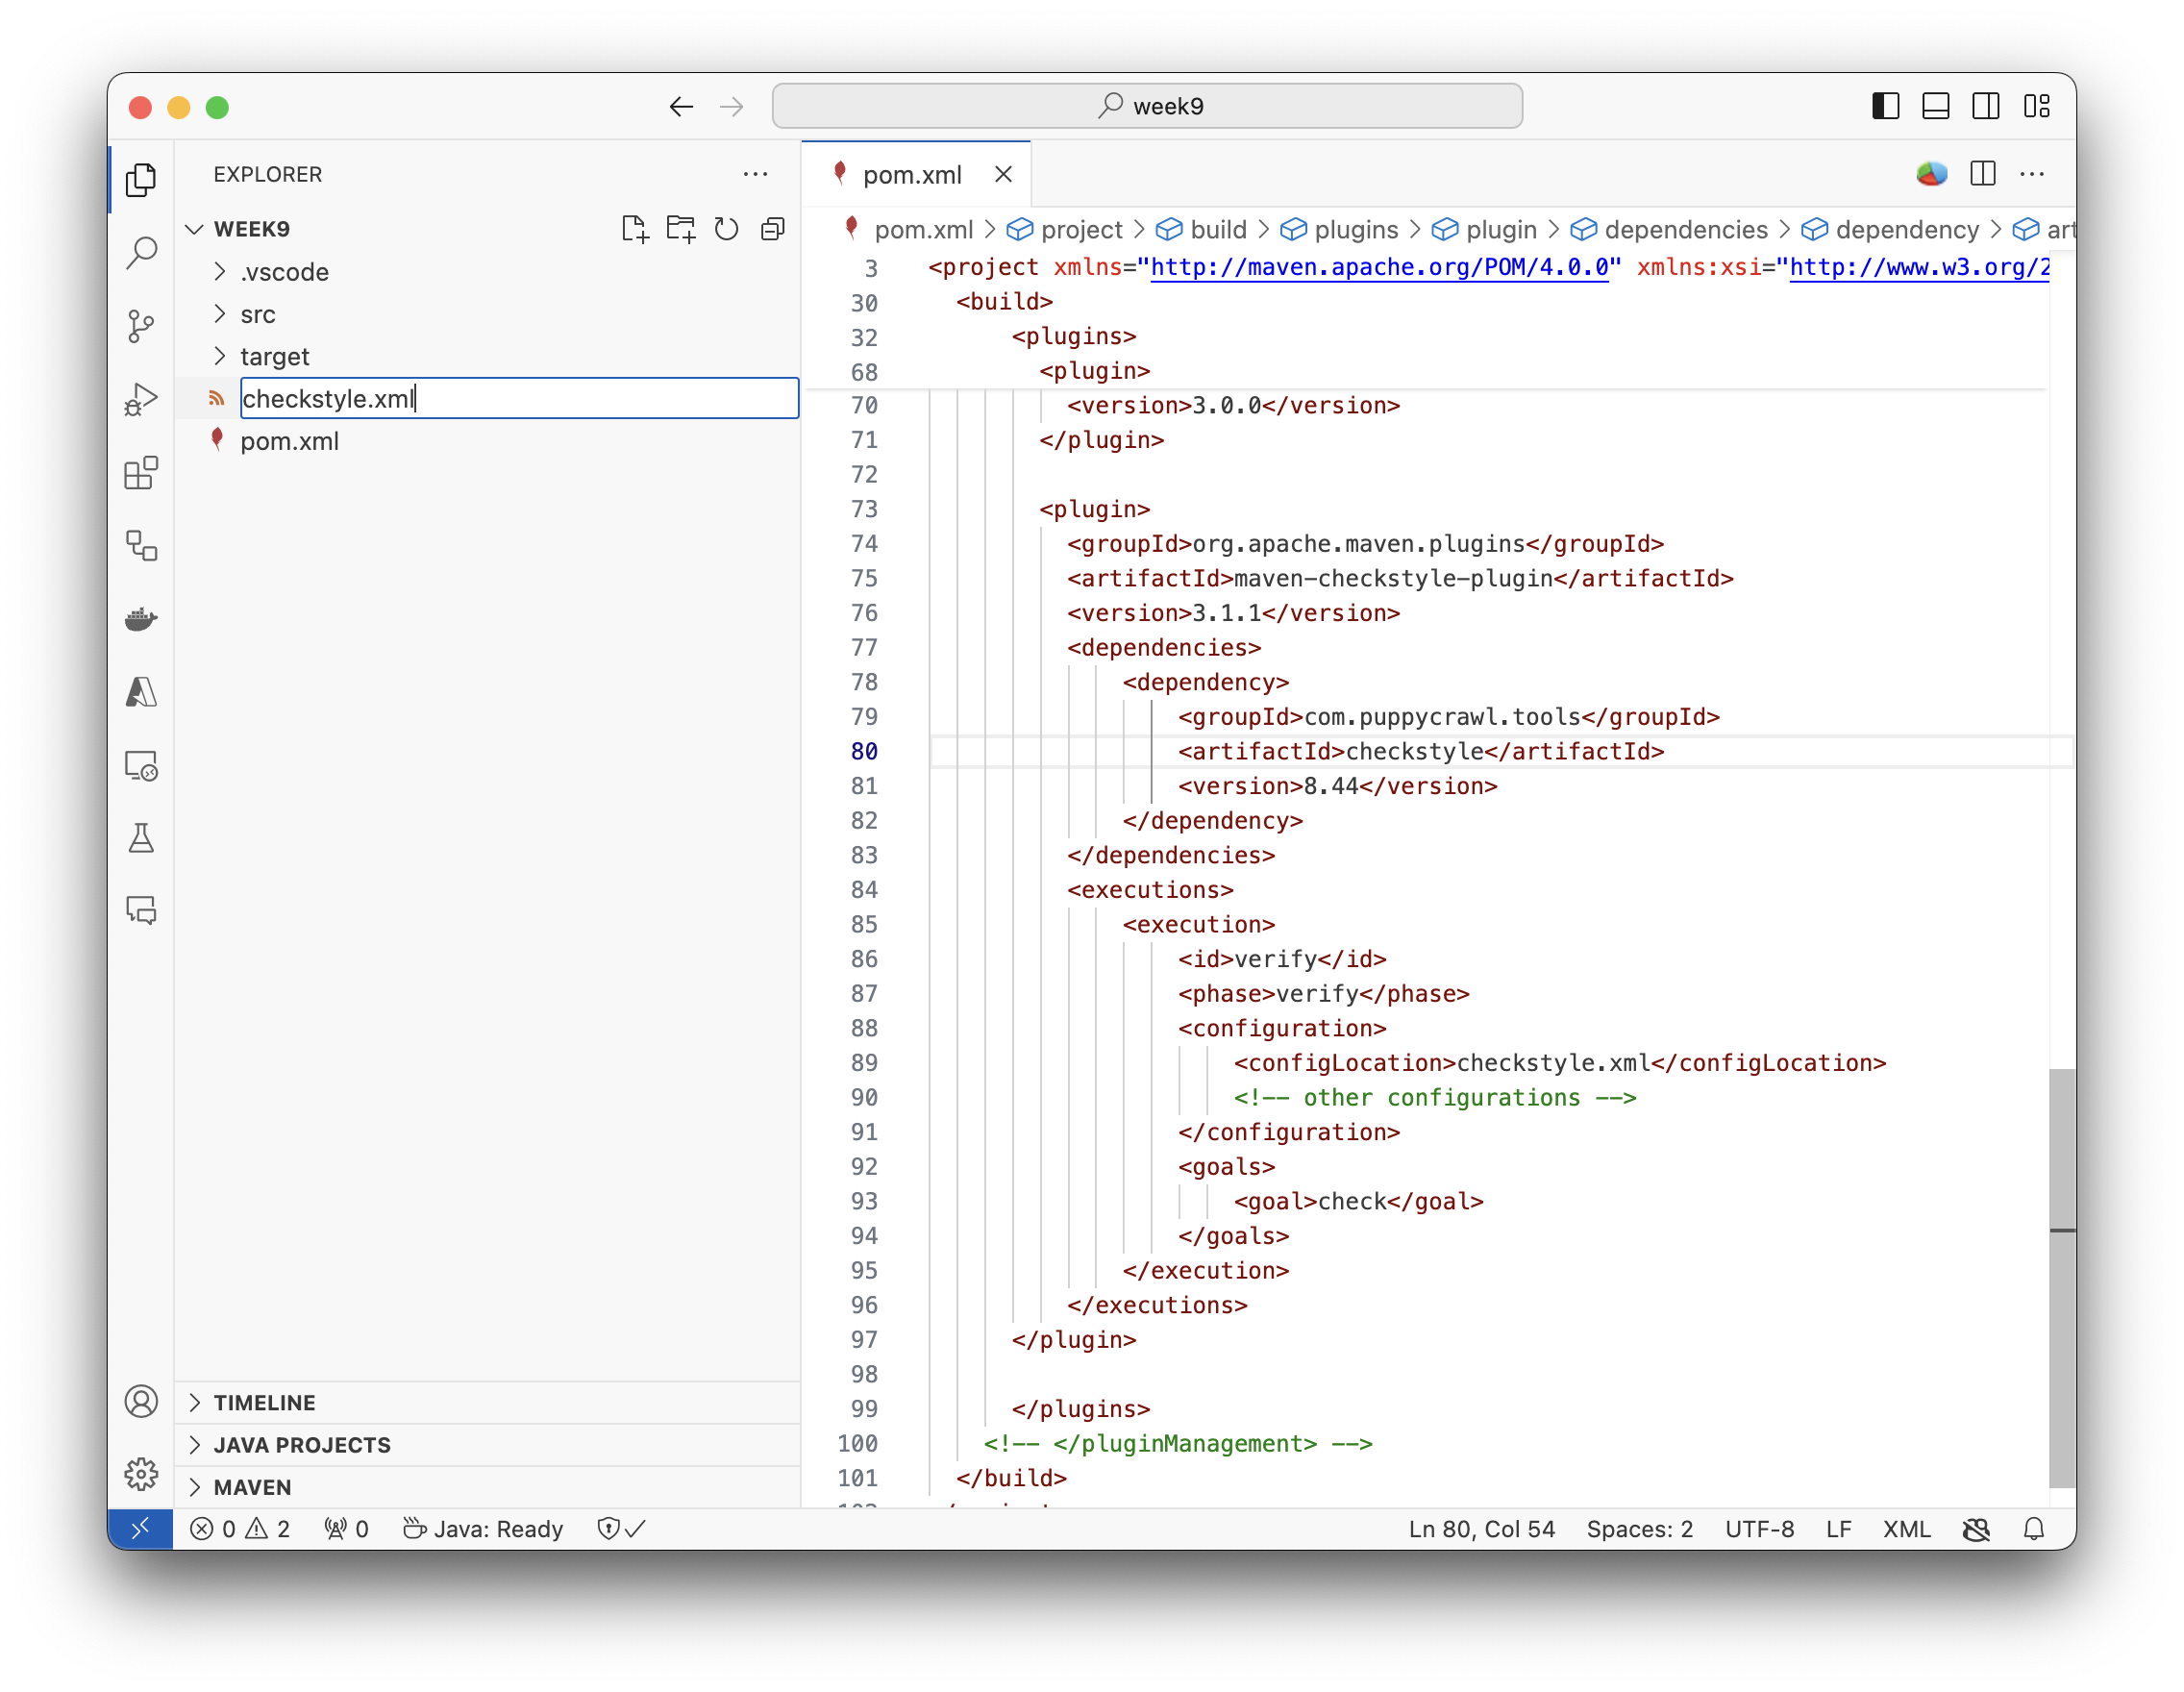 week9
EXPLORER
WEEK9
.vscode
src
target
checkstyle.xml
pom.xml
TIMELINE
JAVA PROJECTS
MAVEN
pom.xml
pom.xml > project > build > plugins > plugin > dependencies > dependency > art
3 <project xmlns="http://maven.apache.org/POM/4.0.0" xmlns:xsi="http://www.w3.org/2
30 <build>
32 <plugins>
68 <plugin>
70 <version>3.0.0</version>
71 </plugin>
72
73 <plugin>
74 <groupId>org.apache.maven.plugins</groupId>
75 <artifactId>maven-checkstyle-plugin</artifactId>
76 <version>3.1.1</version>
77 <dependencies>
78 <dependency>
79 <groupId>com.puppycrawl.tools</groupId>
80 <artifactId>checkstyle</artifactId>
81 <version>8.44</version>
82 </dependency>
83 </dependencies>
84 <executions>
85 <execution>
86 <id>verify</id>
87 <phase>verify</phase>
88 <configuration>
89 <configLocation>checkstyle.xml</configLocation>
90 <!-- other configurations -->
91 </configuration>
92 <goals>
93 <goal>check</goal>
94 </goals>
95 </execution>
96 </executions>
97 </plugin>
98
99 </plugins>
100 <!-- </pluginManagement> -->
101 </build>
0 2 0 Java: Ready Ln 80, Col 54 Spaces: 2 UTF-8 LF XML